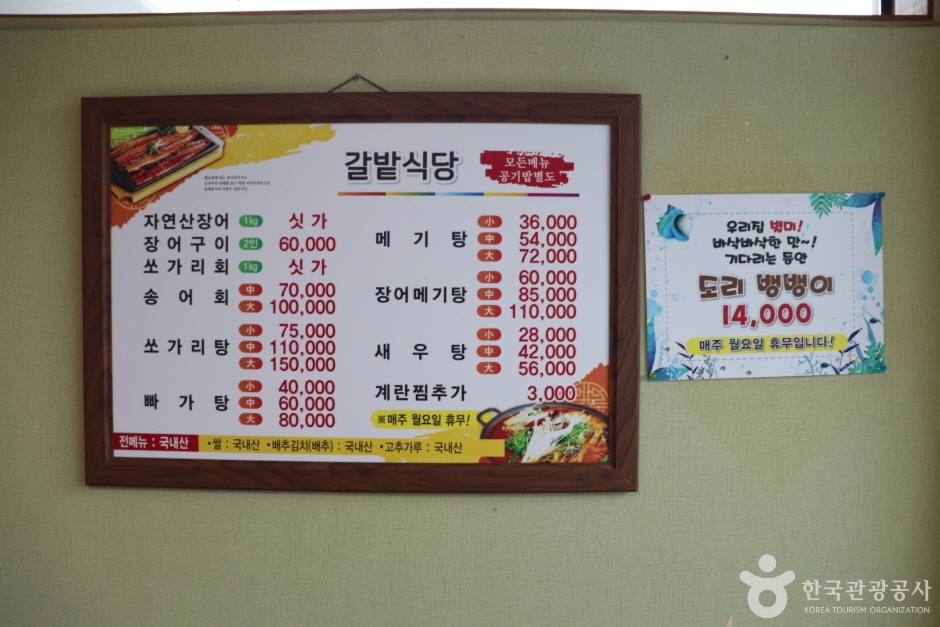 갈밭식당
모든메뉴
공기밥별도
자연산장어 1kg 싯가
장어구이 2인 60,000
쏘가리회 1kg 싯가
송어회 中 70,000
大 100,000
쏘가리탕 小 75,000
中 110,000
大 150,000
빠가탕 小 40,000
中 60,000
大 80,000
메기탕 小 36,000
中 54,000
大 72,000
장어메기탕 小 60,000
中 85,000
大 110,000
새우탕 小 28,000
中 42,000
大 56,000
계란찜추가 3,000
※매주 월요일 휴무!
전메뉴 : 국내산 •쌀 : 국내산 •배추김치(배추) : 국내산 •고추가루 : 국내산
우리집 별미!
바삭바삭한 맛~!
기다리는 동안
도리 뱅뱅이
14,000
매주 월요일 휴무입니다!
한국관광공사
KOREA TOURISM ORGANIZATION